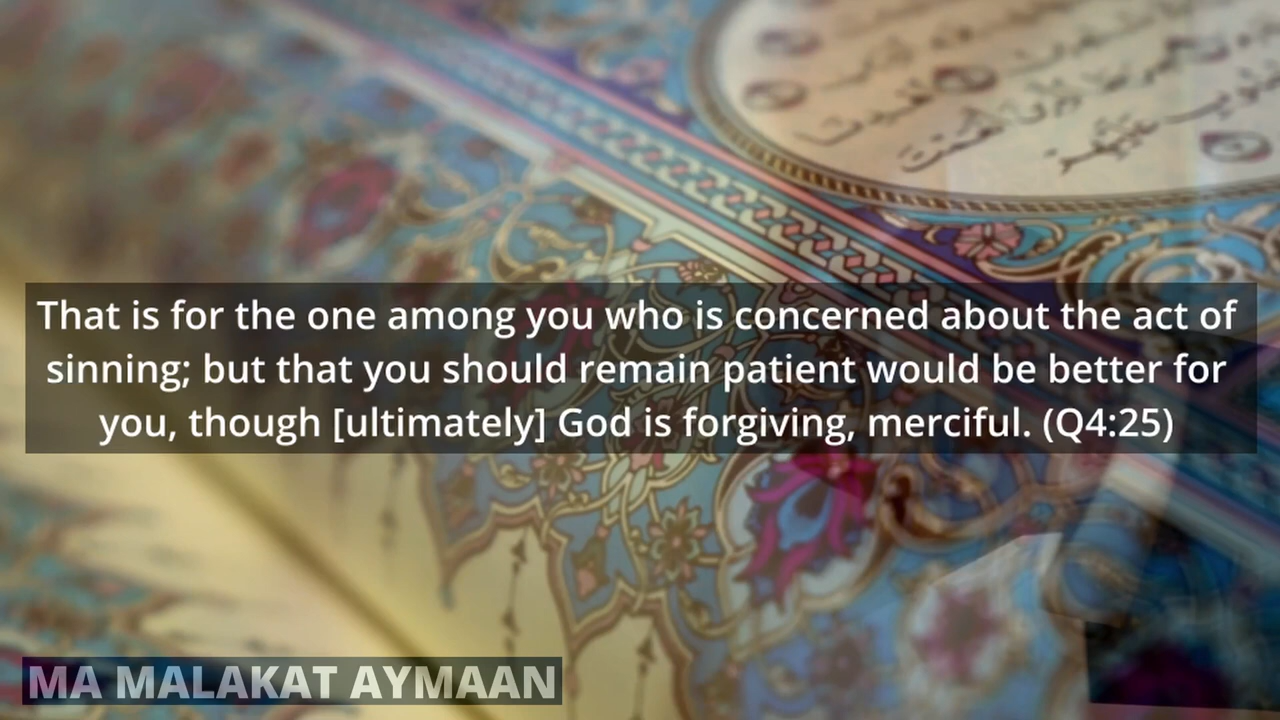 That is for the one among you who is concerned about the act of
sinning; but that you should remain patient would be better for
you, though [ultimately] God is forgiving, merciful. (Q4:25)
MA MALAKAT AYMAAN